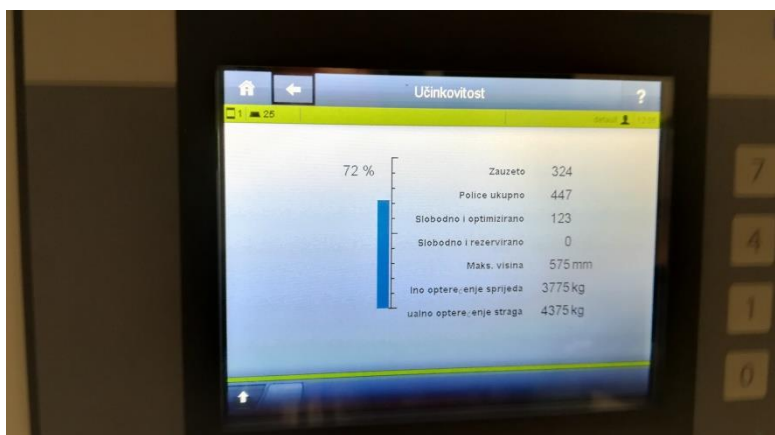 Učinkovitost
?
1 25
default
72 %
Zauzeto 324
Police ukupno 447
Slobodno i optimizirano 123
Slobodno i rezervirano 0
Maks. visina 575 mm
lno optere enje sprijeda 3775 kg
ualno optere enje straga 4375 kg
7
4
1
0